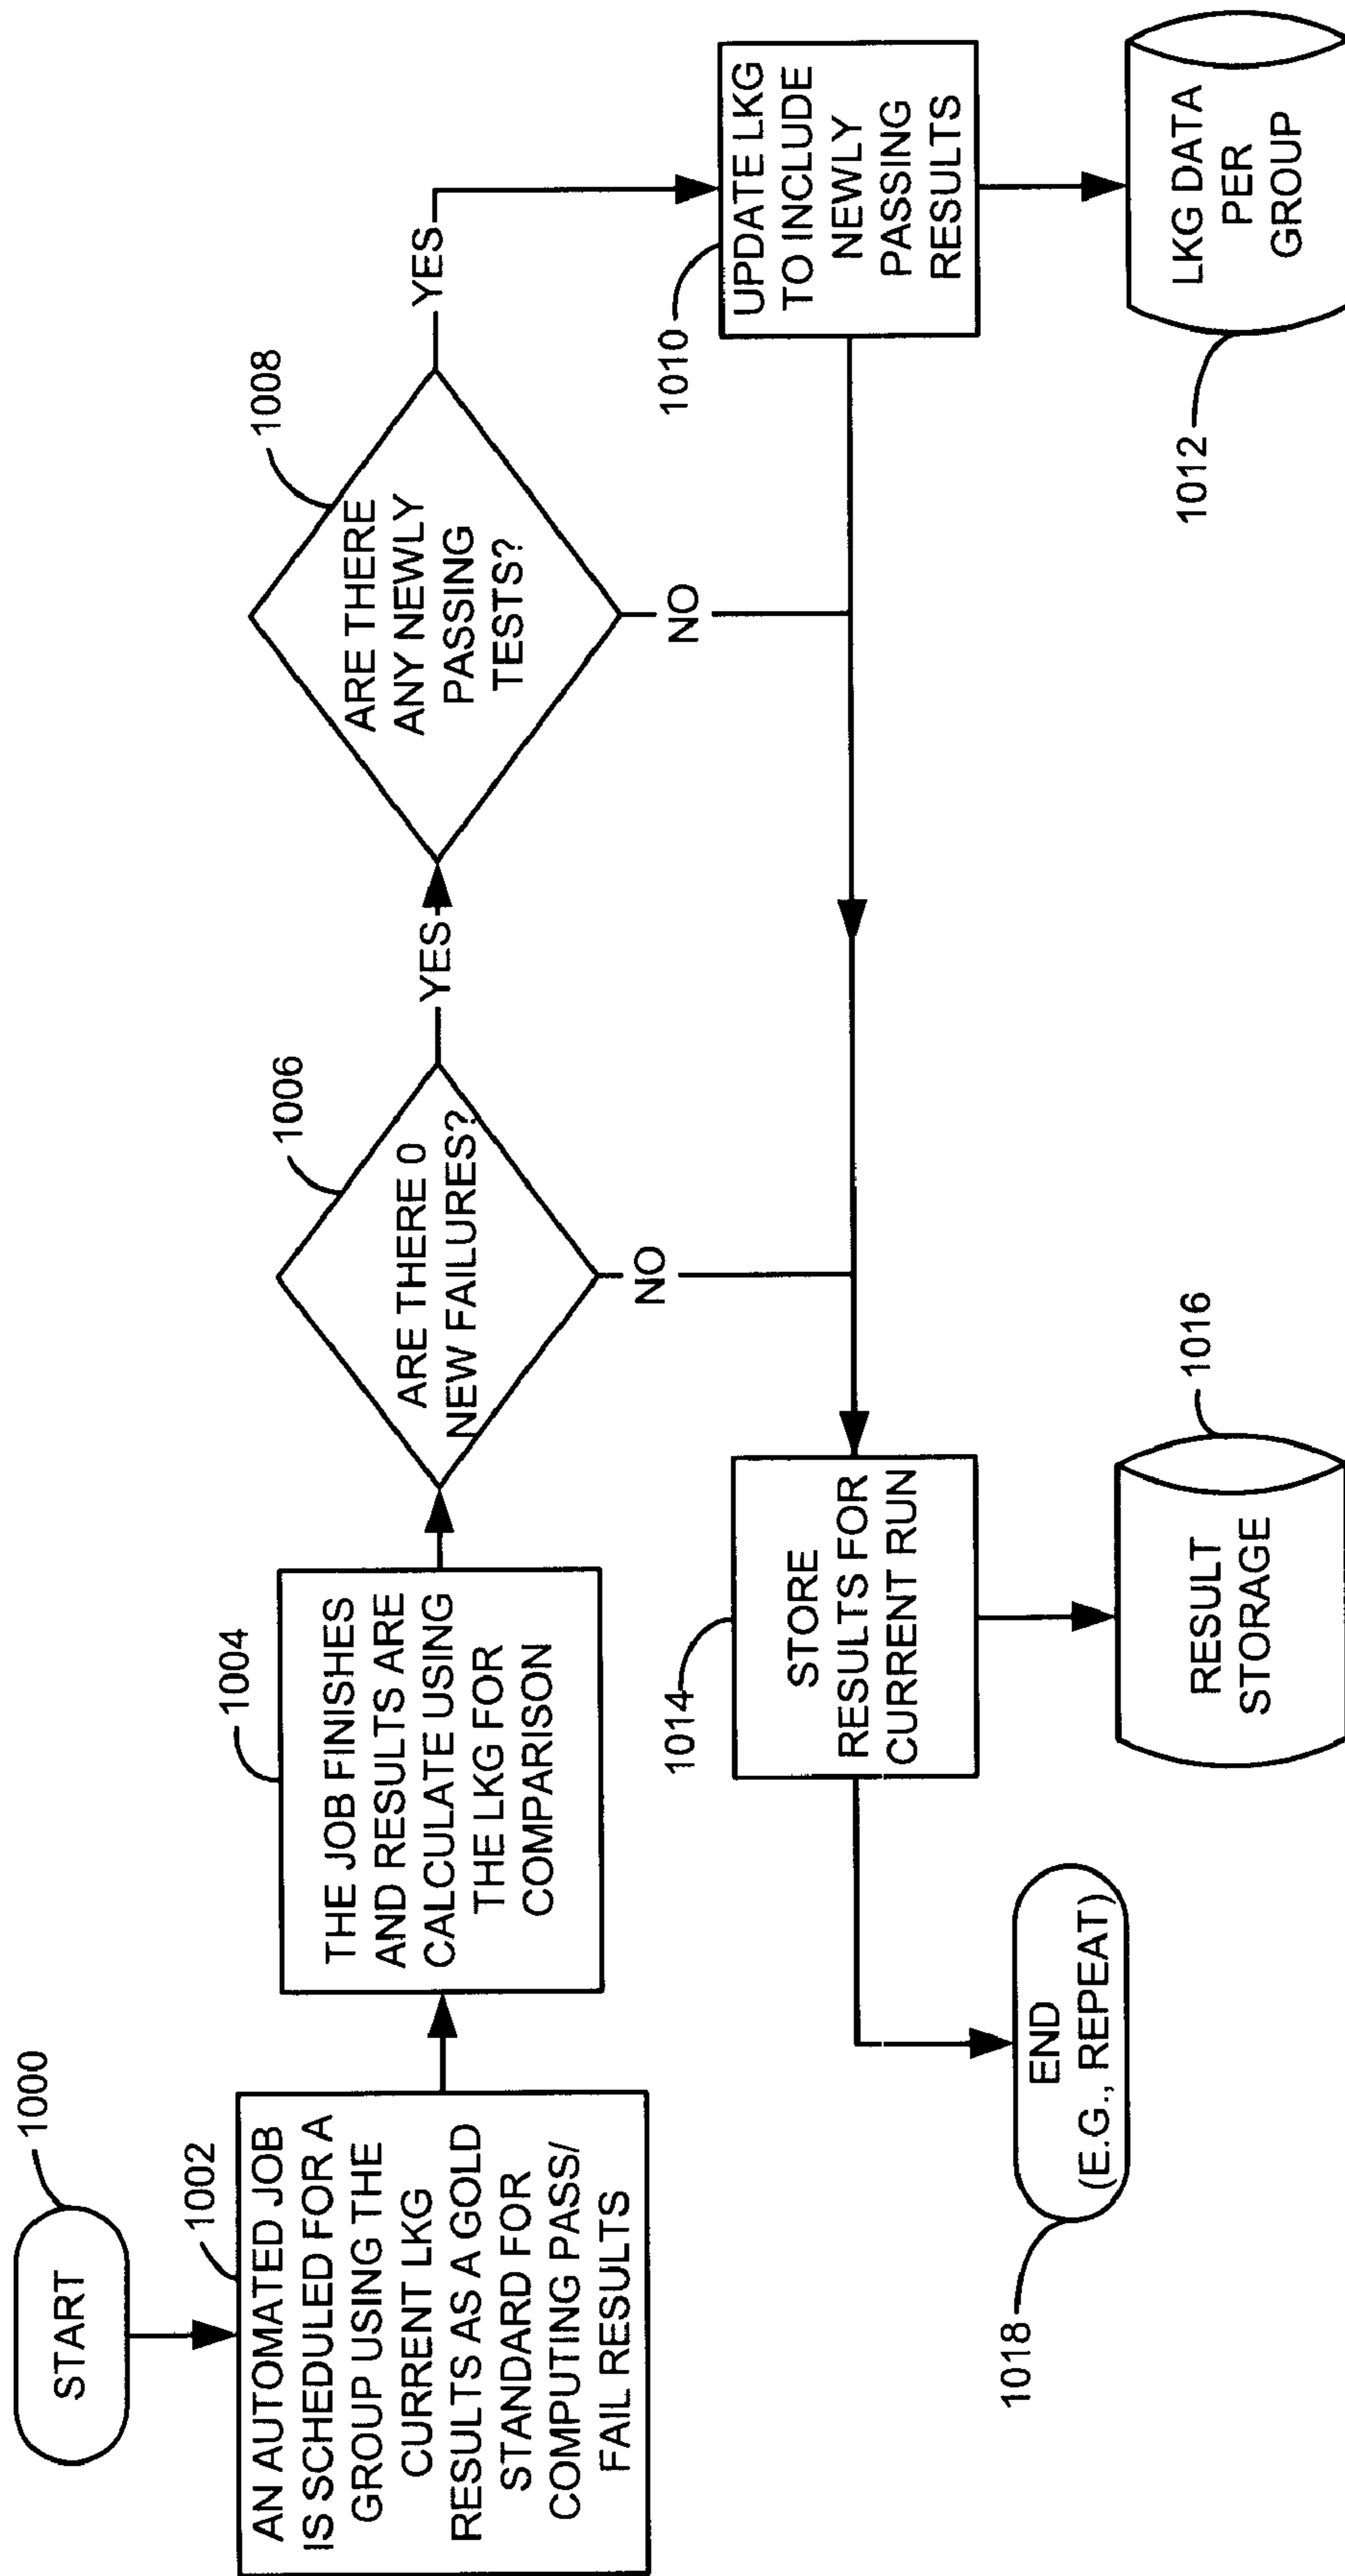 START
1000
1002
AN AUTOMATED JOB
IS SCHEDULED FOR A
GROUP USING THE
CURRENT LKG
RESULTS AS A GOLD
STANDARD FOR
COMPUTING PASS/
FAIL RESULTS
1004
THE JOB FINISHES
AND RESULTS ARE
CALCULATE USING
THE LKG FOR
COMPARISON
1006
ARE THERE 0
NEW FAILURES?
YES
NO
1008
ARE THERE
ANY NEWLY
PASSING
TESTS?
YES
NO
1010
UPDATE LKG
TO INCLUDE
NEWLY
PASSING
RESULTS
1012
LKG DATA
PER
GROUP
1014
STORE
RESULTS FOR
CURRENT RUN
1016
RESULT
STORAGE
1018
END
(E.G., REPEAT)